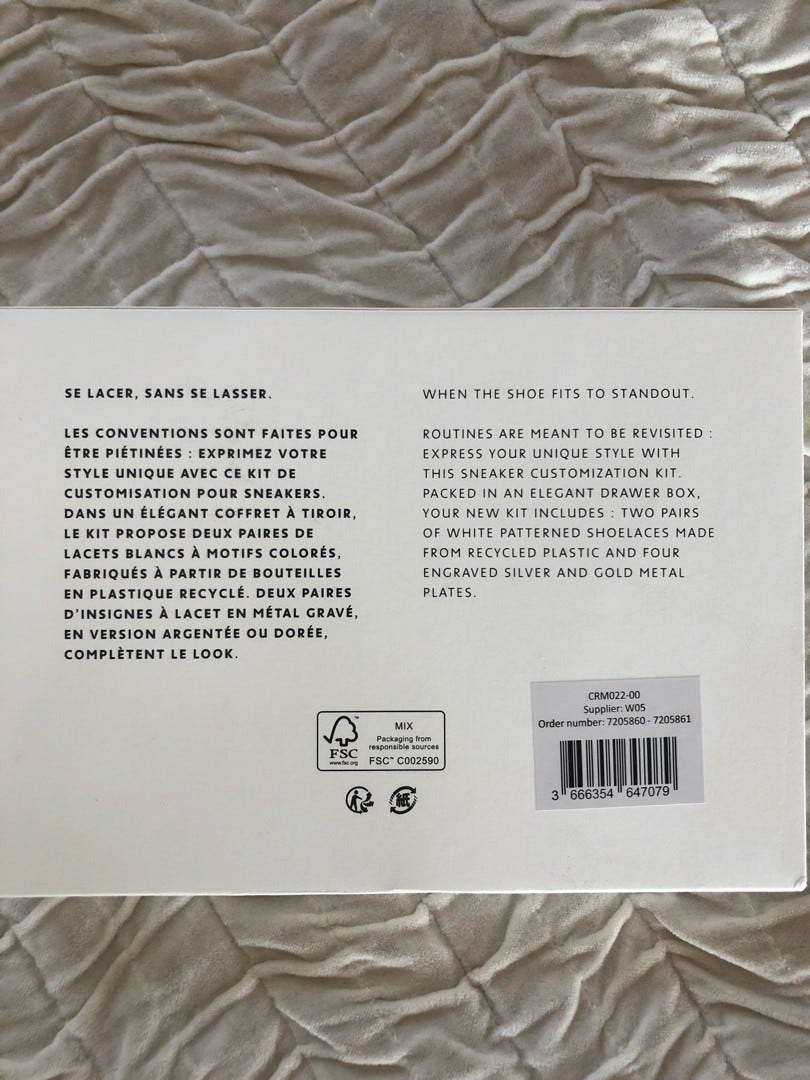 SE LACER, SANS SE LASSER.
LES CONVENTIONS SONT FAITES POUR
ÊTRE PIÉTINÉES : EXPRIMEZ VOTRE
STYLE UNIQUE AVEC CE KIT DE
CUSTOMISATION POUR SNEAKERS.
DANS UN ÉLÉGANT COFFRET À TIROIR,
LE KIT PROPOSE DEUX PAIRES DE
LACETS BLANCS À MOTIFS COLORÉS,
FABRIQUÉS À PARTIR DE BOUTEILLES
EN PLASTIQUE RECYCLÉ. DEUX PAIRES
D'INSIGNES À LACET EN MÉTAL GRAVÉ,
EN VERSION ARGENTÉE OU DORÉE,
COMPLÈTENT LE LOOK.
WHEN THE SHOE FITS TO STANDOUT.
ROUTINES ARE MEANT TO BE REVISITED :
EXPRESS YOUR UNIQUE STYLE WITH
THIS SNEAKER CUSTOMIZATION KIT.
PACKED IN AN ELEGANT DRAWER BOX,
YOUR NEW KIT INCLUDES : TWO PAIRS
OF WHITE PATTERNED SHOELACES MADE
FROM RECYCLED PLASTIC AND FOUR
ENGRAVED SILVER AND GOLD METAL
PLATES.
FSC
www.fsc.org
MIX
Packaging from
responsible sources
FSC™ C002590
紙
CRM022-00
Supplier: W05
Order number: 7205860 - 7205861
3 666354 647079